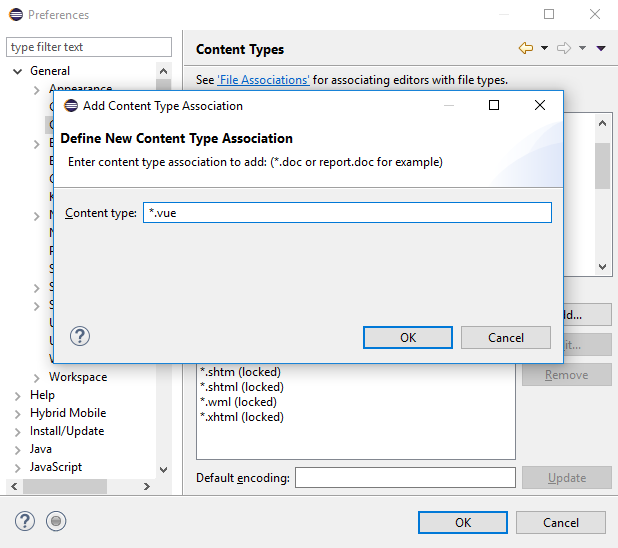 Preferences
type filter text
Content Types
General
See 'File Associations' for associating editors with file types.
Appearance
Add Content Type Association
Define New Content Type Association
Enter content type association to add: (*.doc or report.doc for example)
Content type: *.vue
OK
Cancel
Workspace
Help
Hybrid Mobile
Install/Update
Java
JavaScript
*.shtm (locked)
*.shtml (locked)
*.wml (locked)
*.xhtml (locked)
Remove
Default encoding:
Update
OK
Cancel